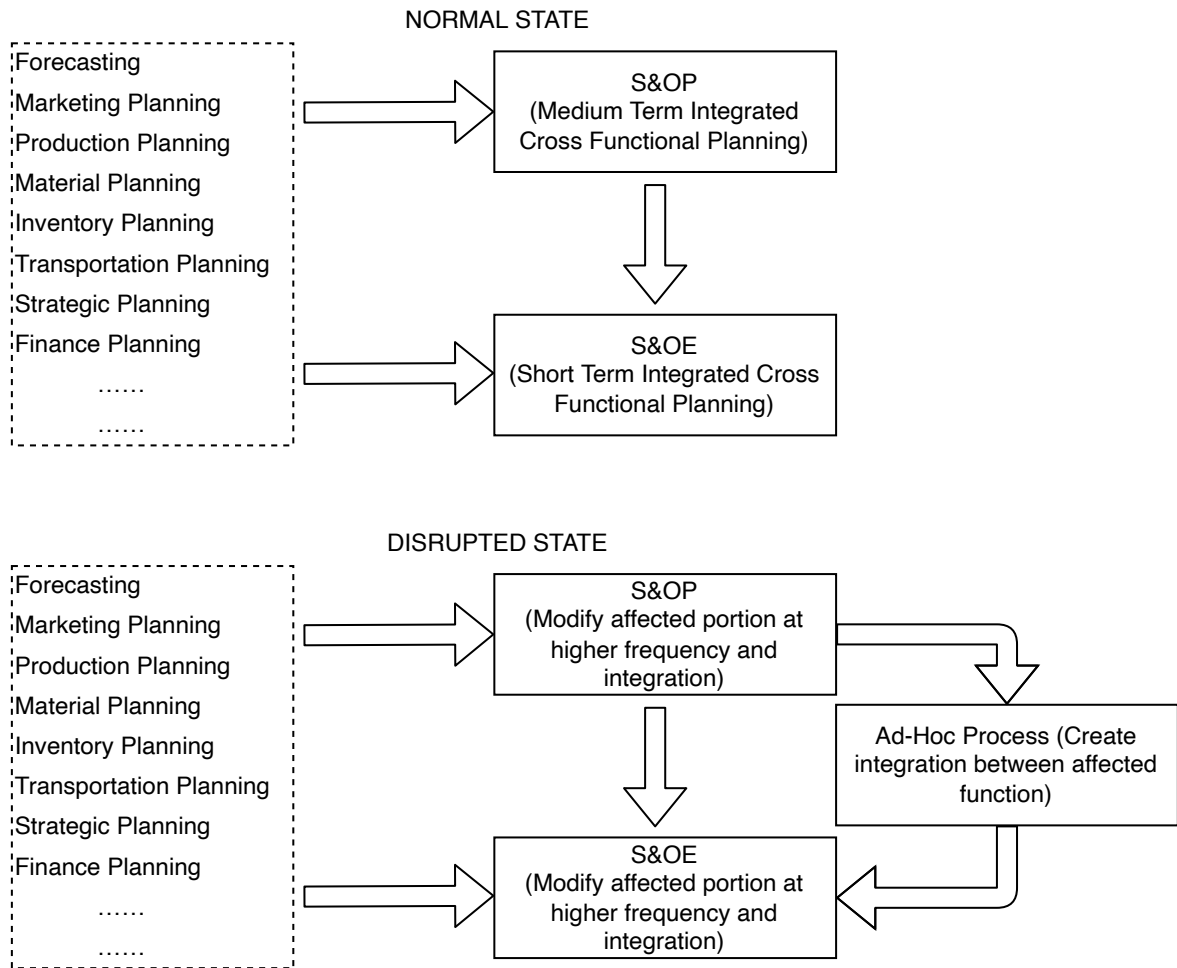 NORMAL STATE
Forecasting
Marketing Planning
Production Planning
Material Planning
Inventory Planning
Transportation Planning
Strategic Planning
Finance Planning
……
……
S&OP
(Medium Term Integrated
Cross Functional Planning)
S&OE
(Short Term Integrated Cross
Functional Planning)
DISRUPTED STATE
Forecasting
Marketing Planning
Production Planning
Material Planning
Inventory Planning
Transportation Planning
Strategic Planning
Finance Planning
……
……
S&OP
(Modify affected portion at
higher frequency and
integration)
Ad-Hoc Process (Create
integration between affected
function)
S&OE
(Modify affected portion at
higher frequency and
integration)